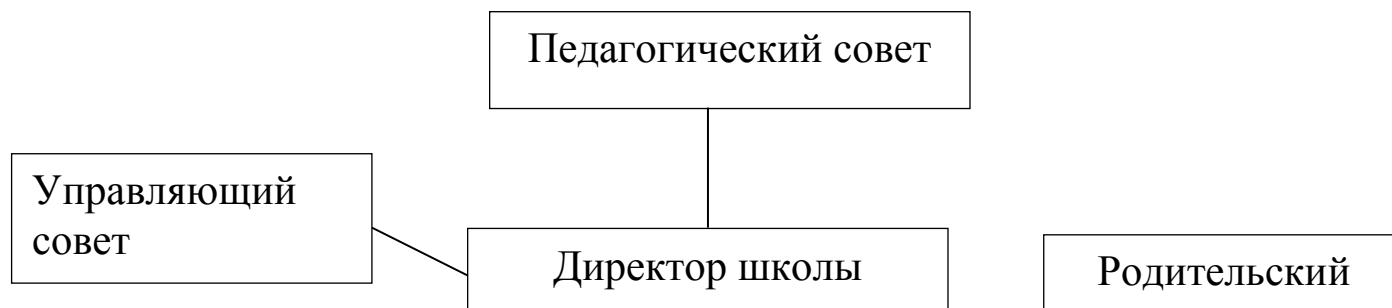 Педагогический совет
Управляющий
совет
Директор школы
Родительский